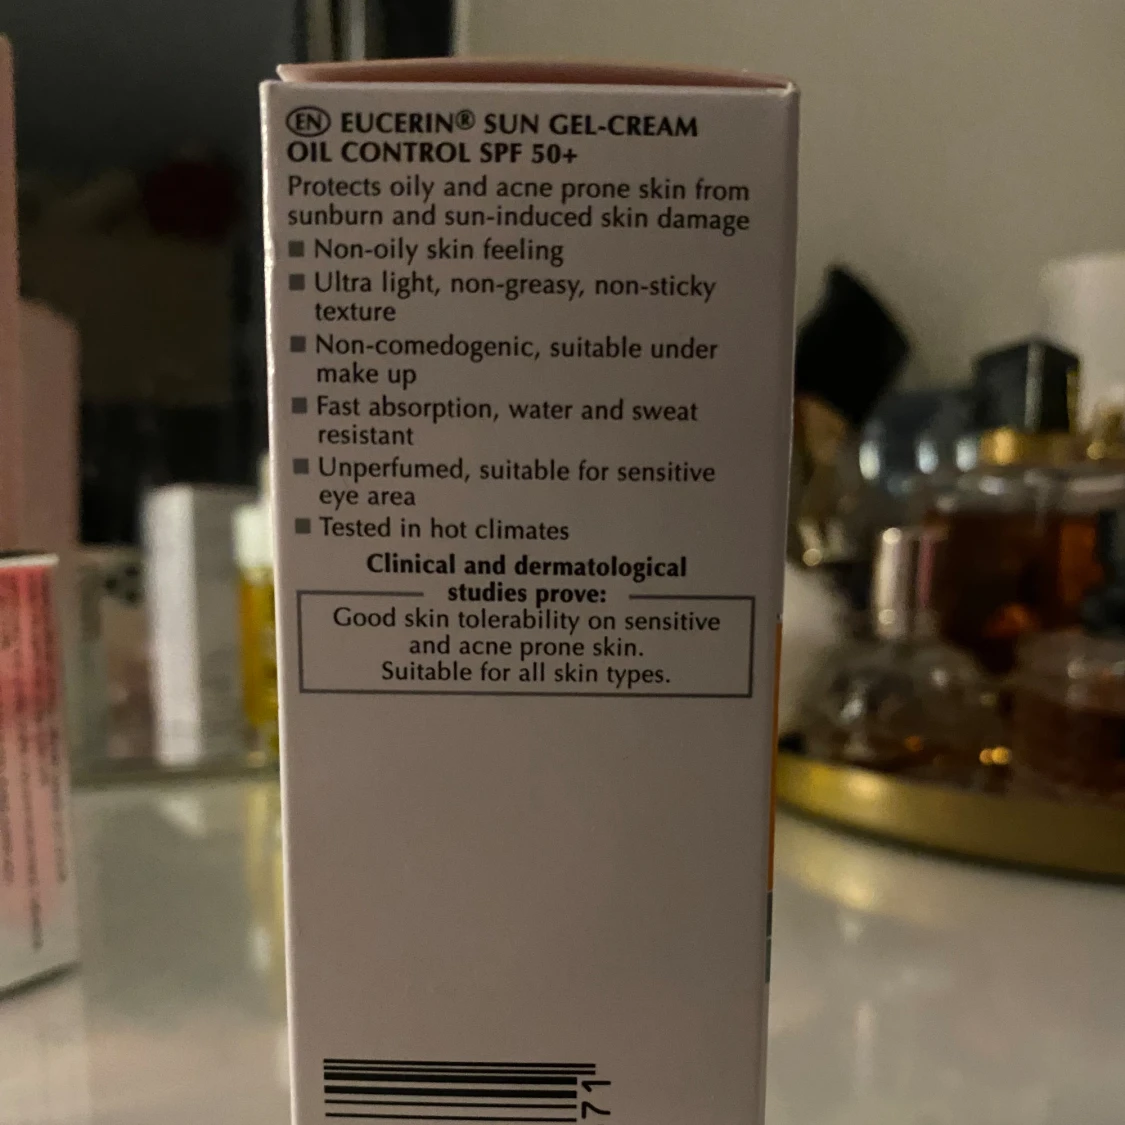 EN EUCERIN® SUN GEL-CREAM
OIL CONTROL SPF 50+
Protects oily and acne prone skin from
sunburn and sun-induced skin damage
■ Non-oily skin feeling
■ Ultra light, non-greasy, non-sticky
texture
■ Non-comedogenic, suitable under
make up
■ Fast absorption, water and sweat
resistant
■ Unperfumed, suitable for sensitive
eye area
■ Tested in hot climates
Clinical and dermatological
studies prove:
Good skin tolerability on sensitive
and acne prone skin.
Suitable for all skin types.
71